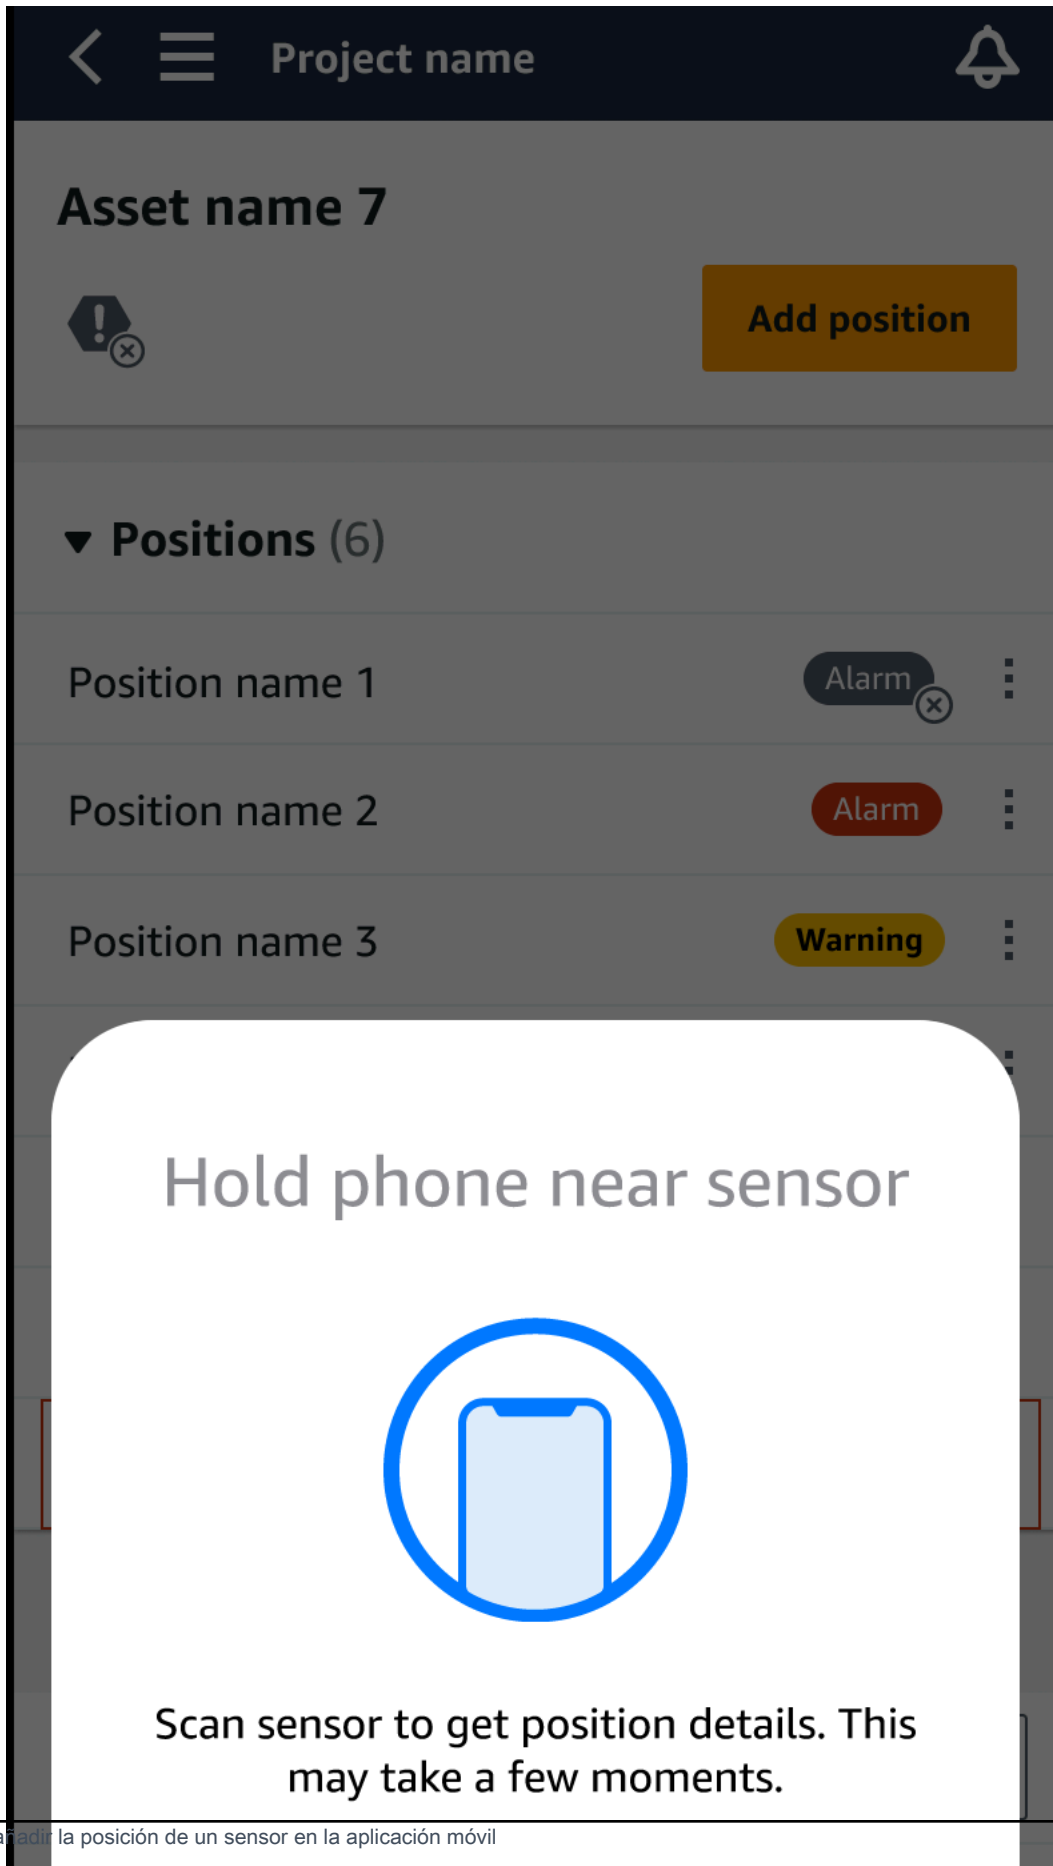 Project name
Asset name 7
Add position
Positions (6)
Position name 1 Alarm
Position name 2 Alarm
Position name 3 Warning
Hold phone near sensor
Scan sensor to get position details. This
may take a few moments.
añadir la posición de un sensor en la aplicación móvil